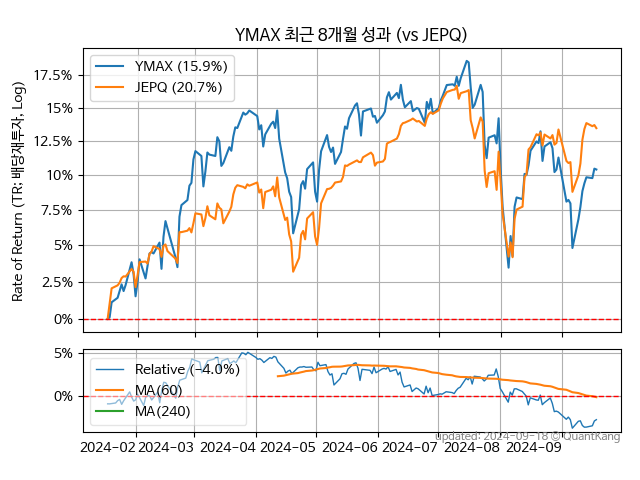 YMAX 최근 8개월 성과 (vs JEPQ)
Rate of Return (TR: 배당재투자, Log)
17.5%
15%
12.5%
10%
7.5%
5%
2.5%
0%
YMAX (15.9%)
JEPQ (20.7%)
5%
0%
Relative (−4.0%)
MA(60)
MA(240)
2024-02 2024-03 2024-04 2024-05 2024-06 2024-07 2024-08 2024-09
Updated: 2024-09-18 © QuantKang